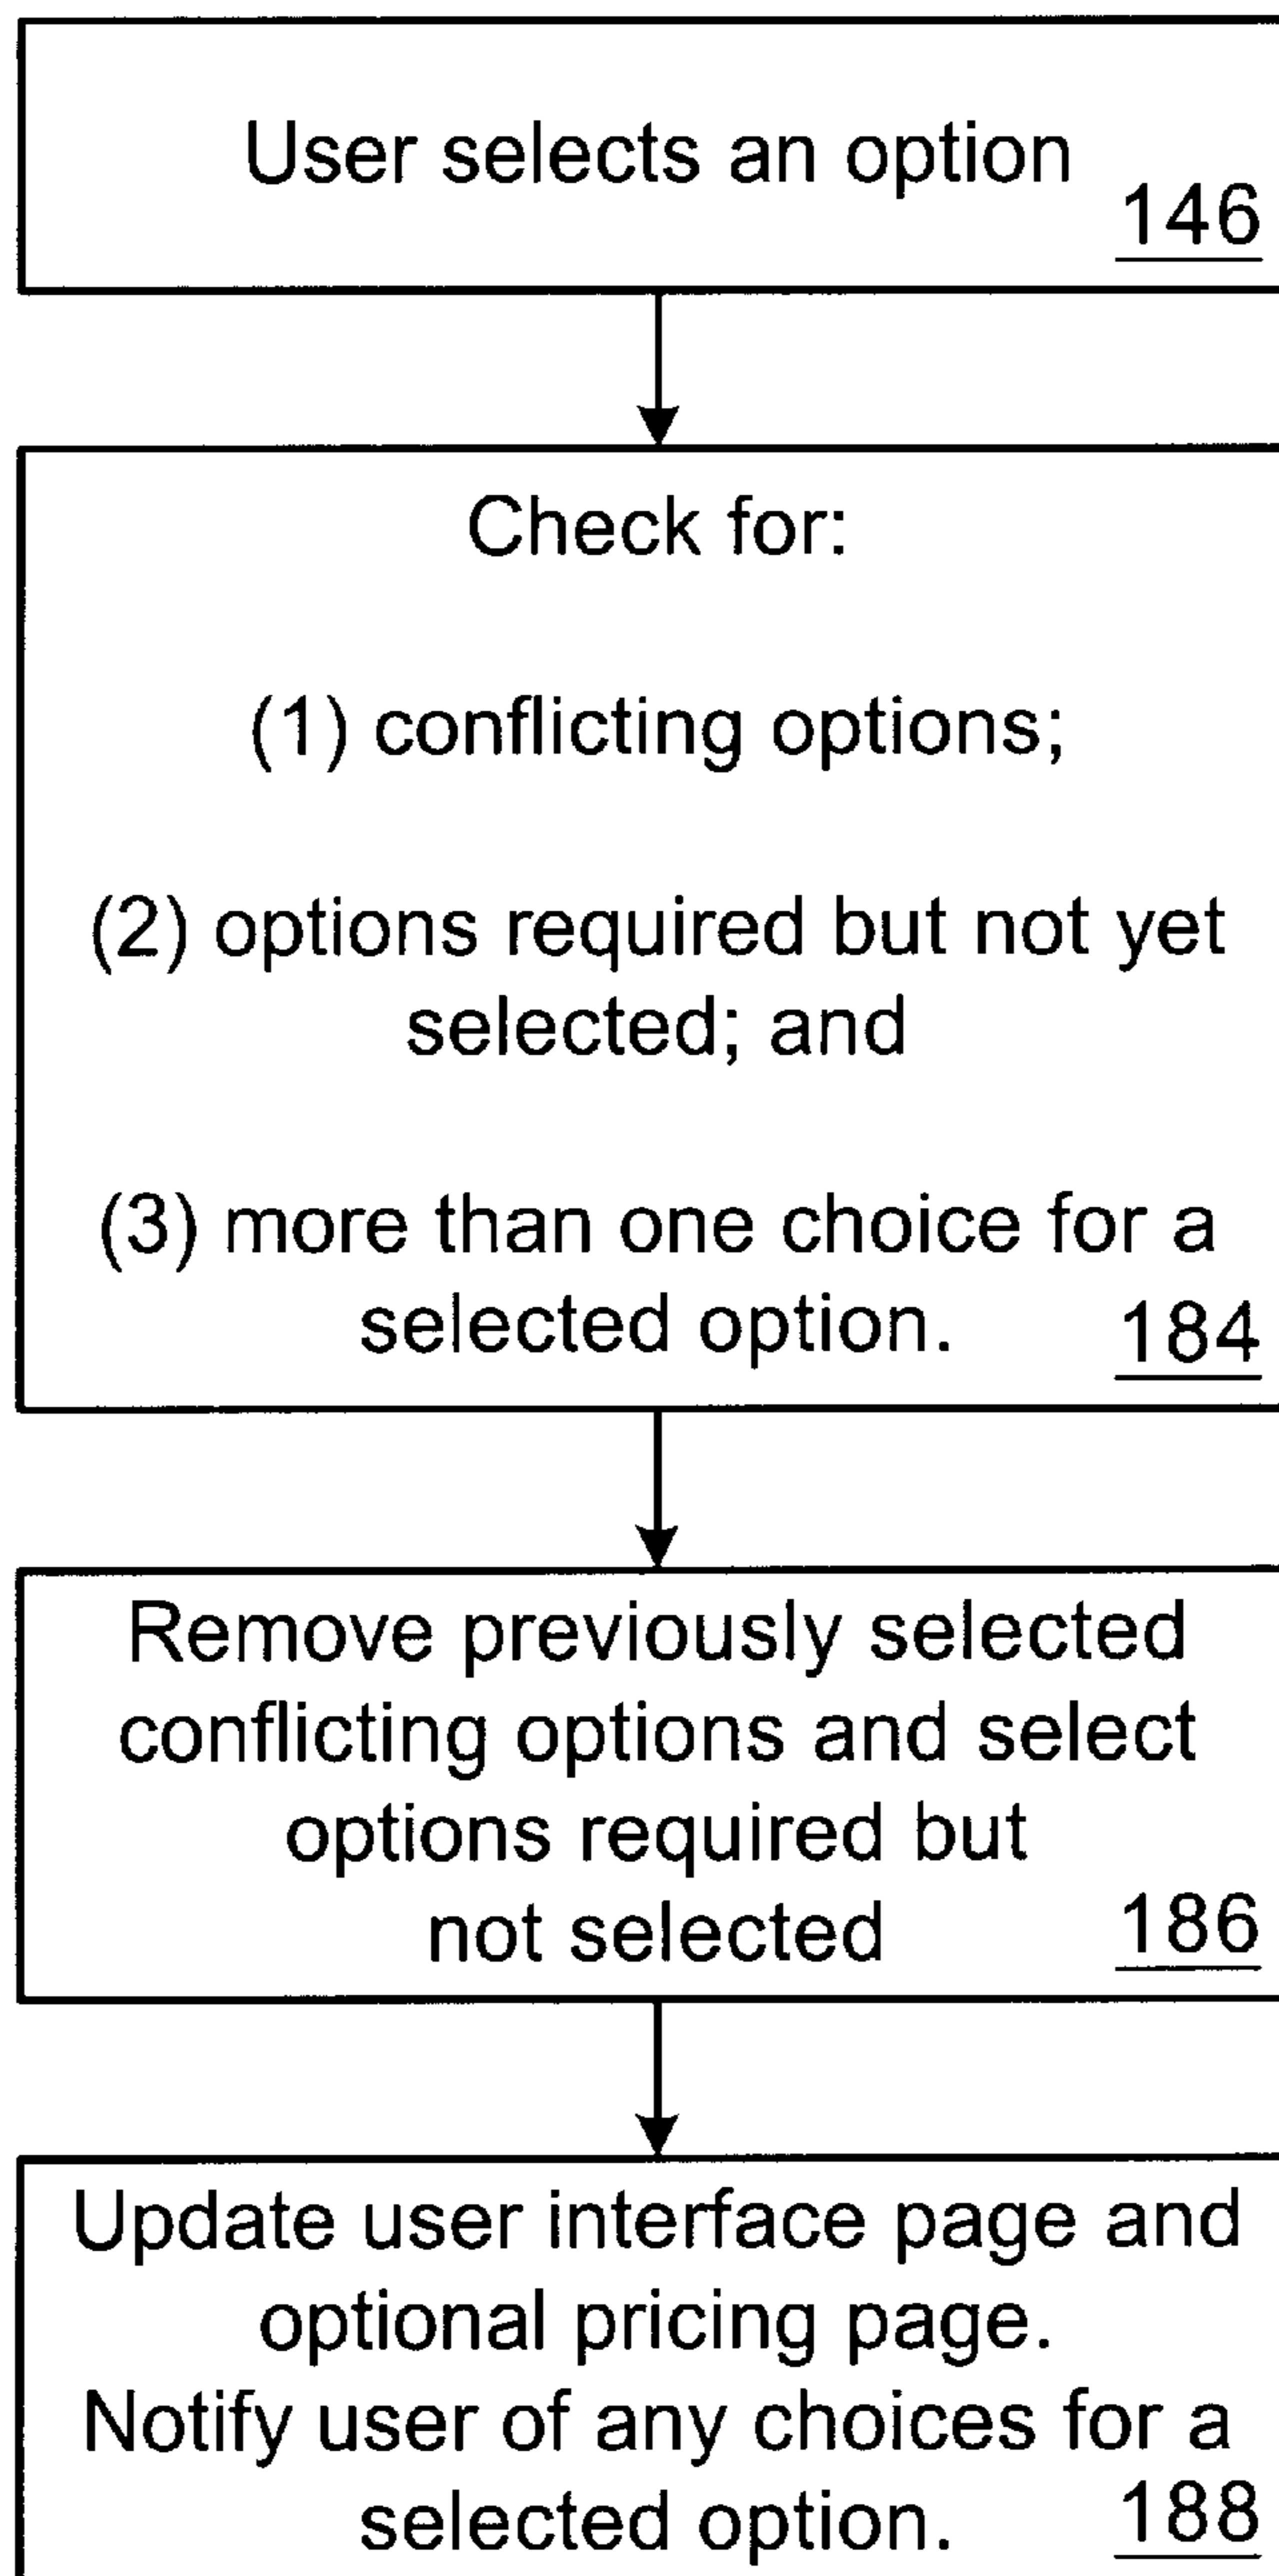 User selects an option
146
Check for:
(1) conflicting options;
(2) options required but not yet
selected; and
(3) more than one choice for a
selected option.
184
Remove previously selected
conflicting options and select
options required but
not selected
186
Update user interface page and
optional pricing page.
Notify user of any choices for a
selected option.
188